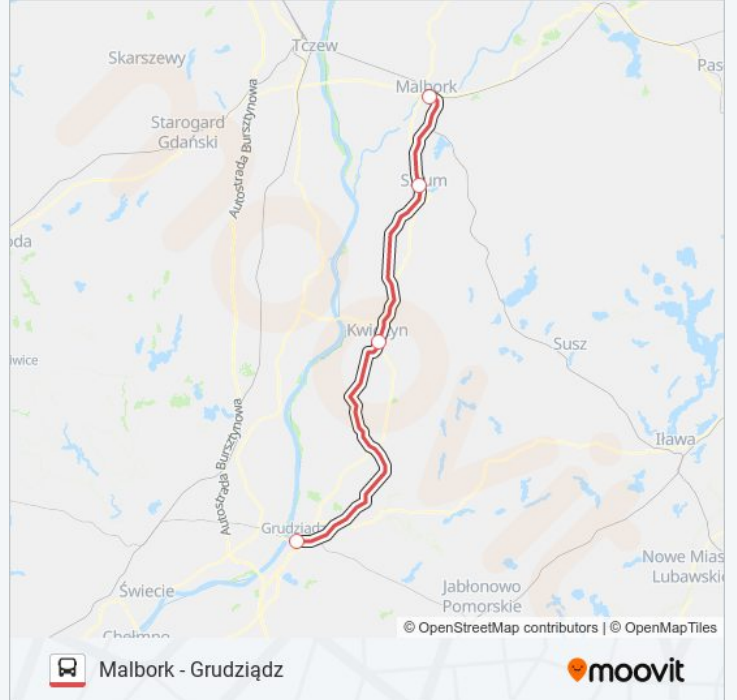 Tczew
Skarszewy
Malbork
Pas
Starogard
Gdański
Autostrada Bursztynowa
oda
Kwidzyn
Susz
wice
Iława
Autostrada Bursztynowa
Grudziądz
Nowe Mias
Lubawski
Świecie
Jabłonowo
Pomorskie
Chełmno
© OpenStreetMap contributors | © OpenMapTiles
Malbork - Grudziądz
moovit
moovit